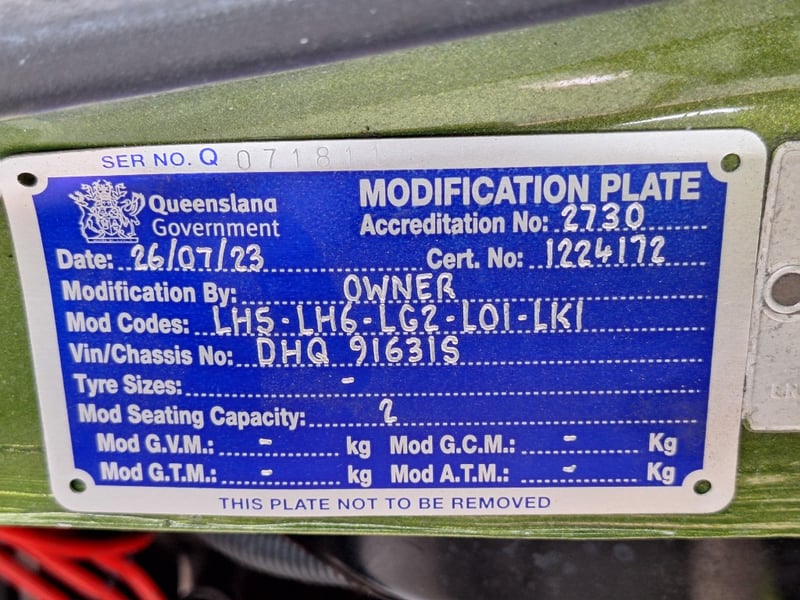 SER NO. Q 071811
Queensland Government
MODIFICATION PLATE
Accreditation No: 2730
Date: 26/07/23 Cert. No: 1224172
Modification By: OWNER
Mod Codes: LH5-LH6-LG2-LO1-LK1
Vin/Chassis No: DHQ 91631S
Tyre Sizes: -
Mod Seating Capacity: 2
Mod G.V.M.: - kg Mod G.C.M.: - Kg
Mod G.T.M.: - kg Mod A.T.M.: - Kg
THIS PLATE NOT TO BE REMOVED